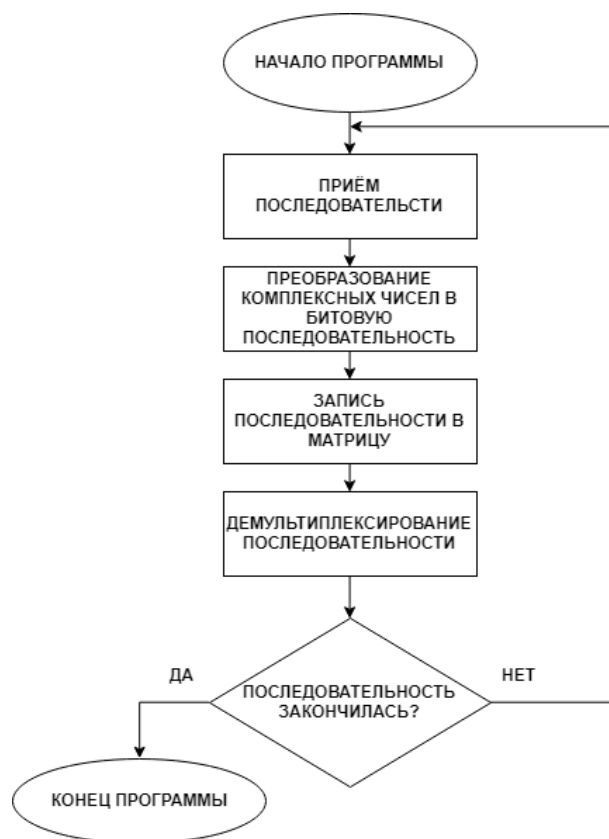 НАЧАЛО ПРОГРАММЫ
ПРИЁМ
ПОСЛЕДОВАТЕЛЬСТИ
ПРЕОБРАЗОВАНИЕ
КОМПЛЕКСНЫХ ЧИСЕЛ В
БИТОВУЮ
ПОСЛЕДОВАТЕЛЬНОСТЬ
ЗАПИСЬ
ПОСЛЕДОВАТЕЛЬНОСТИ В
МАТРИЦУ
ДЕМУЛЬТИПЛЕКСИРОВАНИЕ
ПОСЛЕДОВАТЕЛЬНОСТИ
ДА
НЕТ
ПОСЛЕДОВАТЕЛЬНОСТЬ
ЗАКОНЧИЛАСЬ?
КОНЕЦ ПРОГРАММЫ